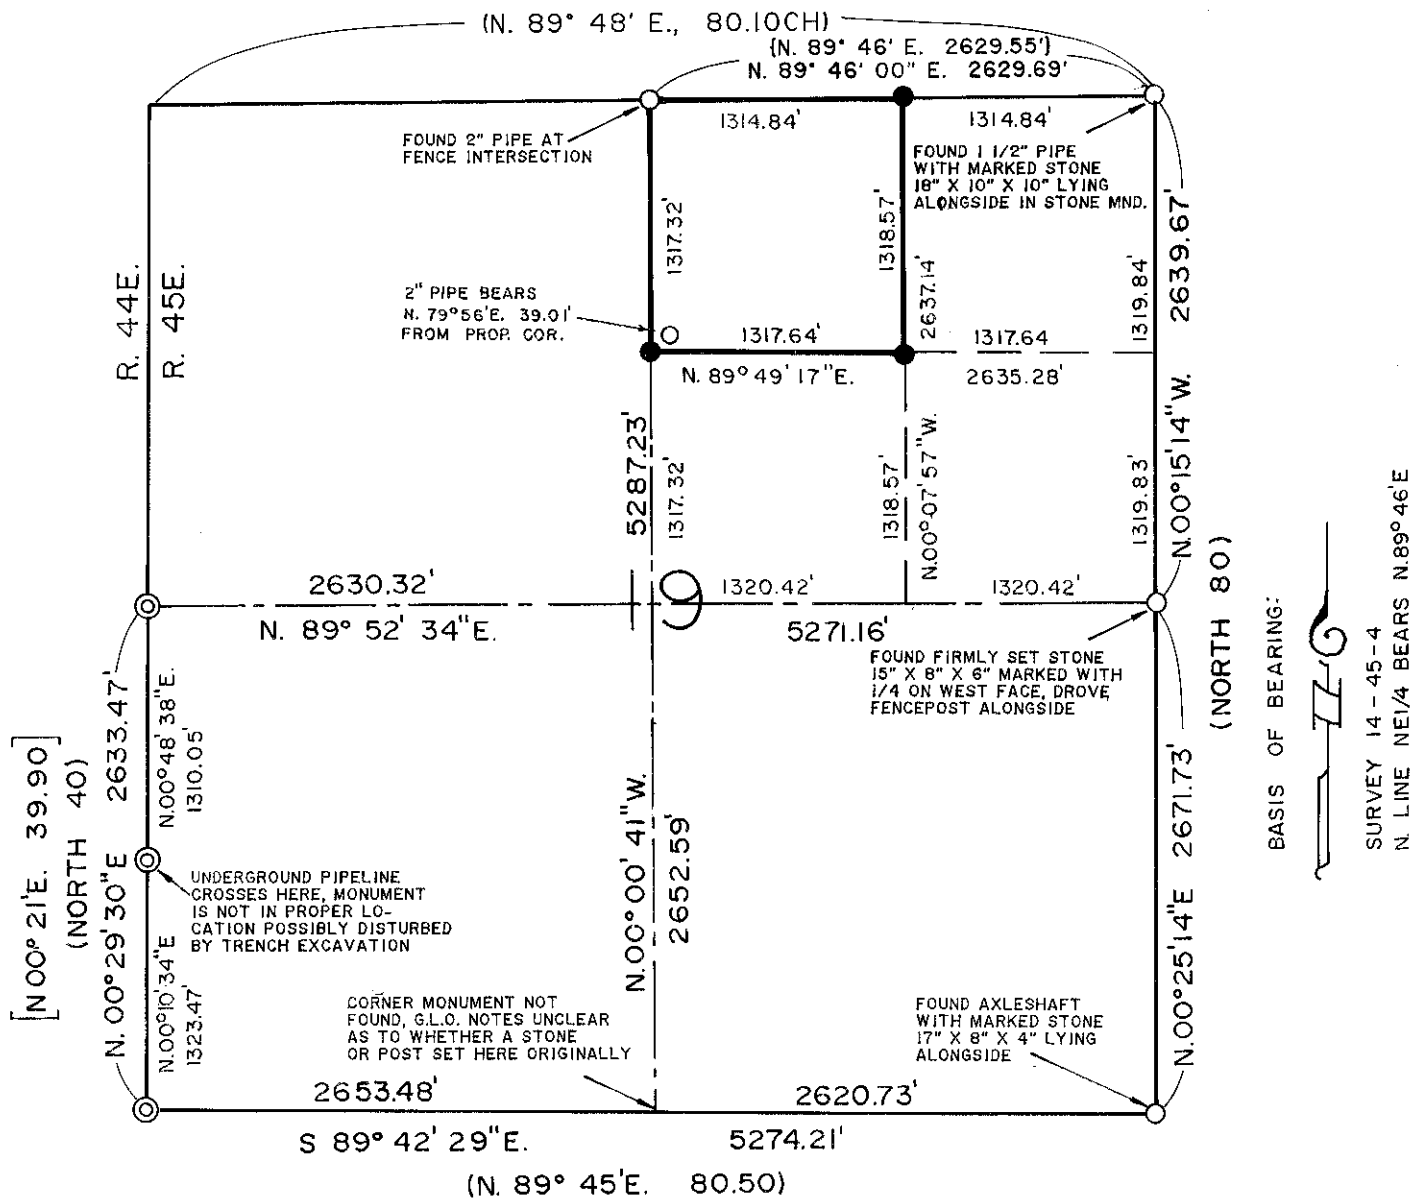 (N. 89° 48' E., 80.10CH)
{N. 89° 46' E. 2629.55'}
N. 89° 46' 00" E. 2629.69'
1314.84'
1314.84'
FOUND 2" PIPE AT
FENCE INTERSECTION
FOUND 1 1/2" PIPE
WITH MARKED STONE
18" X 10" X 10" LYING
ALONGSIDE IN STONE MND.
R. 44E.
R. 45E.
1317.32'
1318.57'
2637.14'
1319.84'
2639.67'
2" PIPE BEARS
N. 79°56'E. 39.01'
FROM PROP. COR.
1317.64'
1317.64
N. 89° 49' 17"E.
2635.28'
5287.23'
1317.32'
1318.57'
N.00°-07' 57"W.
1319.83'
N.00°15'14"W.
2630.32'
19
1320.42'
1320.42'
N. 89° 52' 34"E.
5271.16'
(NORTH 80)
FOUND FIRMLY SET STONE
15" X 8" X 6" MARKED WITH
1/4 ON WEST FACE, DROVE
FENCEPOST ALONGSIDE
BASIS OF BEARING:
SURVEY 14-45-4
N. LINE NE1/4 BEARS N.89°46'E
[N00°21'E. 39.90]
(NORTH 40)
N.00°29'30"E 2633.47'
N.00°48' 38"E.
1310.05'
UNDERGROUND PIPELINE
CROSSES HERE, MONUMENT
IS NOT IN PROPER LO-
CATION POSSIBLY DISTURBED
BY TRENCH EXCAVATION
N.00°10'34"E
1323.47'
N.00°00' 41"W.
2652.59'
N.00°25'14"E 2671.73'
CORNER MONUMENT NOT
FOUND, G.L.O. NOTES UNCLEAR
AS TO WHETHER A STONE
OR POST SET HERE ORIGINALLY
FOUND AXLESHAFT
WITH MARKED STONE
17" X 8" X 4" LYING
ALONGSIDE
2653.48'
2620.73'
S 89° 42' 29"E.
5274.21'
(N. 89° 45'E. 80.50)